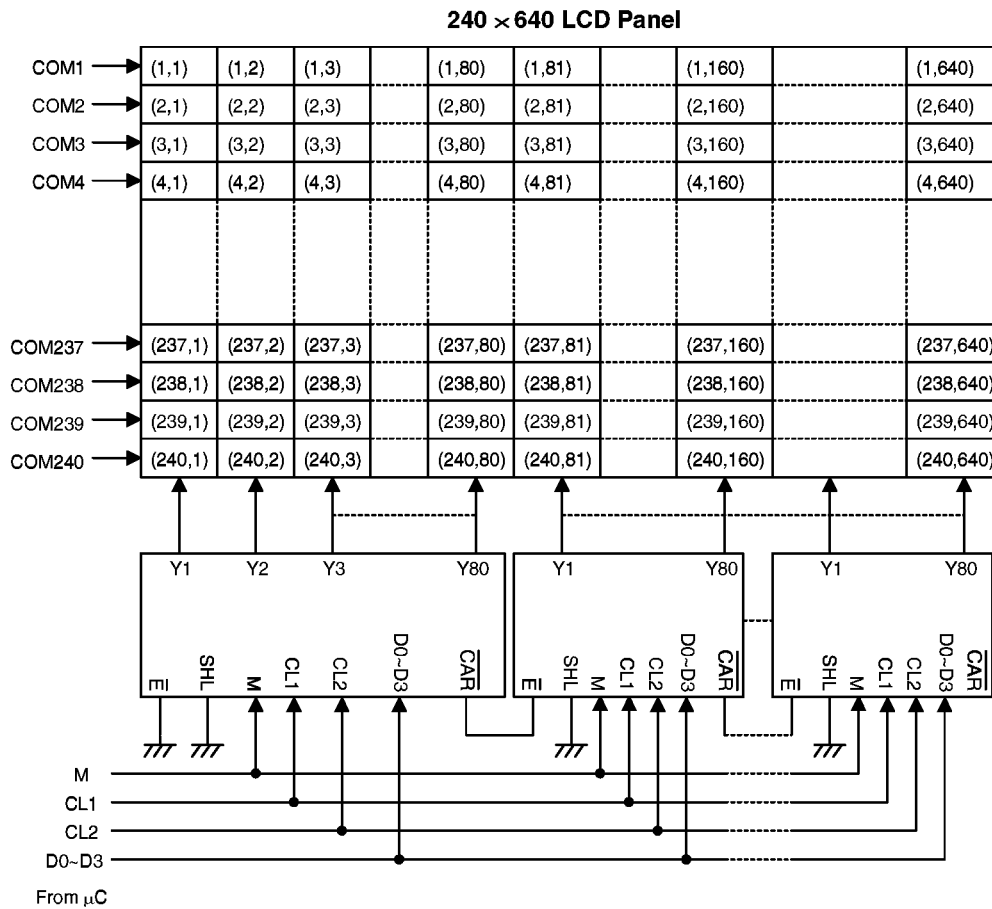 240 × 640 LCD Panel
COM1 (1,1) (1,2) (1,3) (1,80) (1,81) (1,160) (1,640)
COM2 (2,1) (2,2) (2,3) (2,80) (2,81) (2,160) (2,640)
COM3 (3,1) (3,2) (3,3) (3,80) (3,81) (3,160) (3,640)
COM4 (4,1) (4,2) (4,3) (4,80) (4,81) (4,160) (4,640)
COM237 (237,1) (237,2) (237,3) (237,80) (237,81) (237,160) (237,640)
COM238 (238,1) (238,2) (238,3) (238,80) (238,81) (238,160) (238,640)
COM239 (239,1) (239,2) (239,3) (239,80) (239,81) (239,160) (239,640)
COM240 (240,1) (240,2) (240,3) (240,80) (240,81) (240,160) (240,640)
Y1 Y2 Y3 Y80 Y1 Y80 Y1 Y80
E̅ SHL M CL1 CL2 D0~D3 C̅A̅R̅ E̅ SHL M CL1 CL2 D0~D3 C̅A̅R̅ E̅ SHL M CL1 CL2 D0~D3 C̅A̅R̅
M
CL1
CL2
D0~D3
From μC